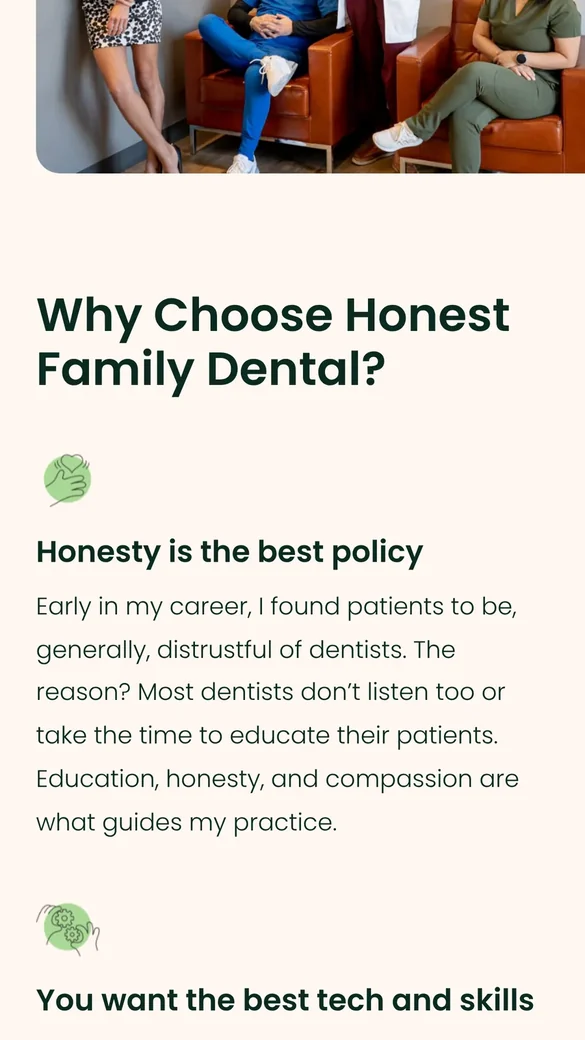 Why Choose Honest
Family Dental?
Honesty is the best policy
Early in my career, I found patients to be,
generally, distrustful of dentists. The
reason? Most dentists don’t listen too or
take the time to educate their patients.
Education, honesty, and compassion are
what guides my practice.
You want the best tech and skills